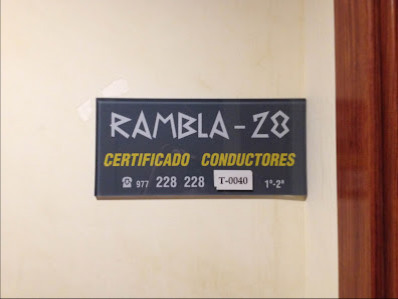 RAMBLA - 28
CERTIFICADO CONDUCTORES
☎ 977 228 228 T-0040 1º-2ª